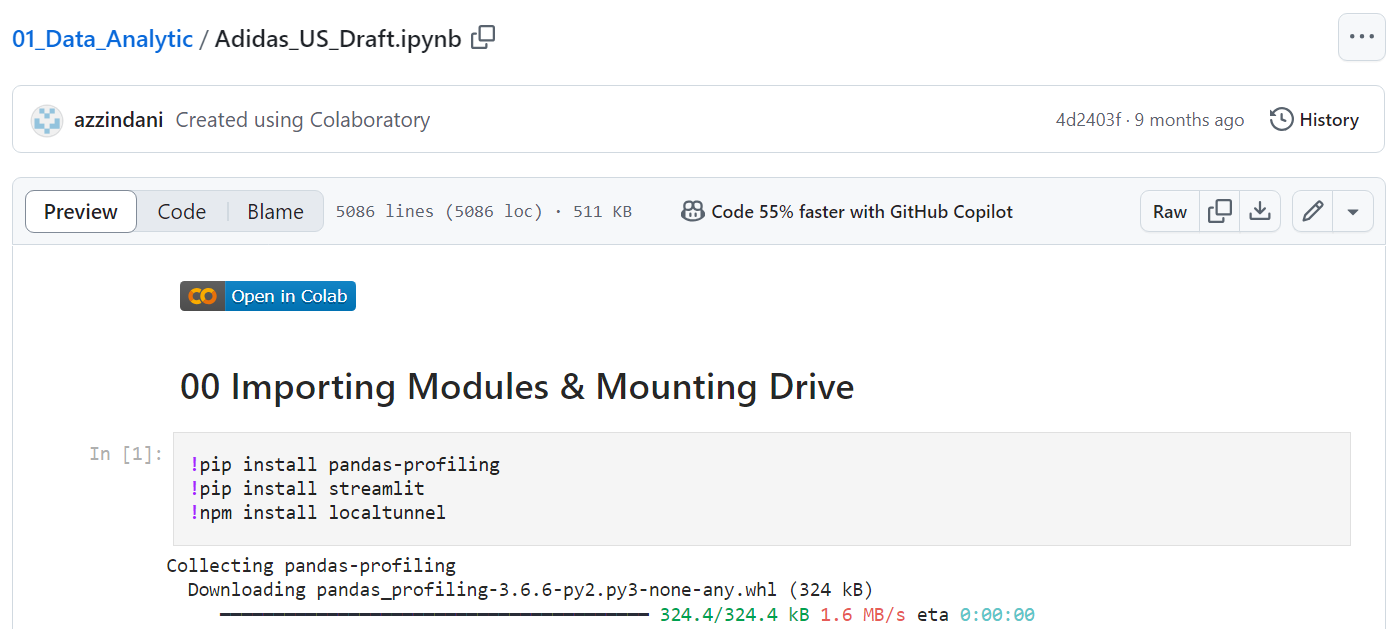 01_Data_Analytic / Adidas_US_Draft.ipynb
azzindani Created using Colaboratory 4d2403f · 9 months ago History
Preview Code Blame 5086 lines (5086 loc) · 511 KB Code 55% faster with GitHub Copilot Raw
Open in Colab
00 Importing Modules & Mounting Drive
In [1]:
!pip install pandas-profiling
!pip install streamlit
!npm install localtunnel
Collecting pandas-profiling
Downloading pandas_profiling-3.6.6-py2.py3-none-any.whl (324 kB)
324.4/324.4 kB 1.6 MB/s eta 0:00:00